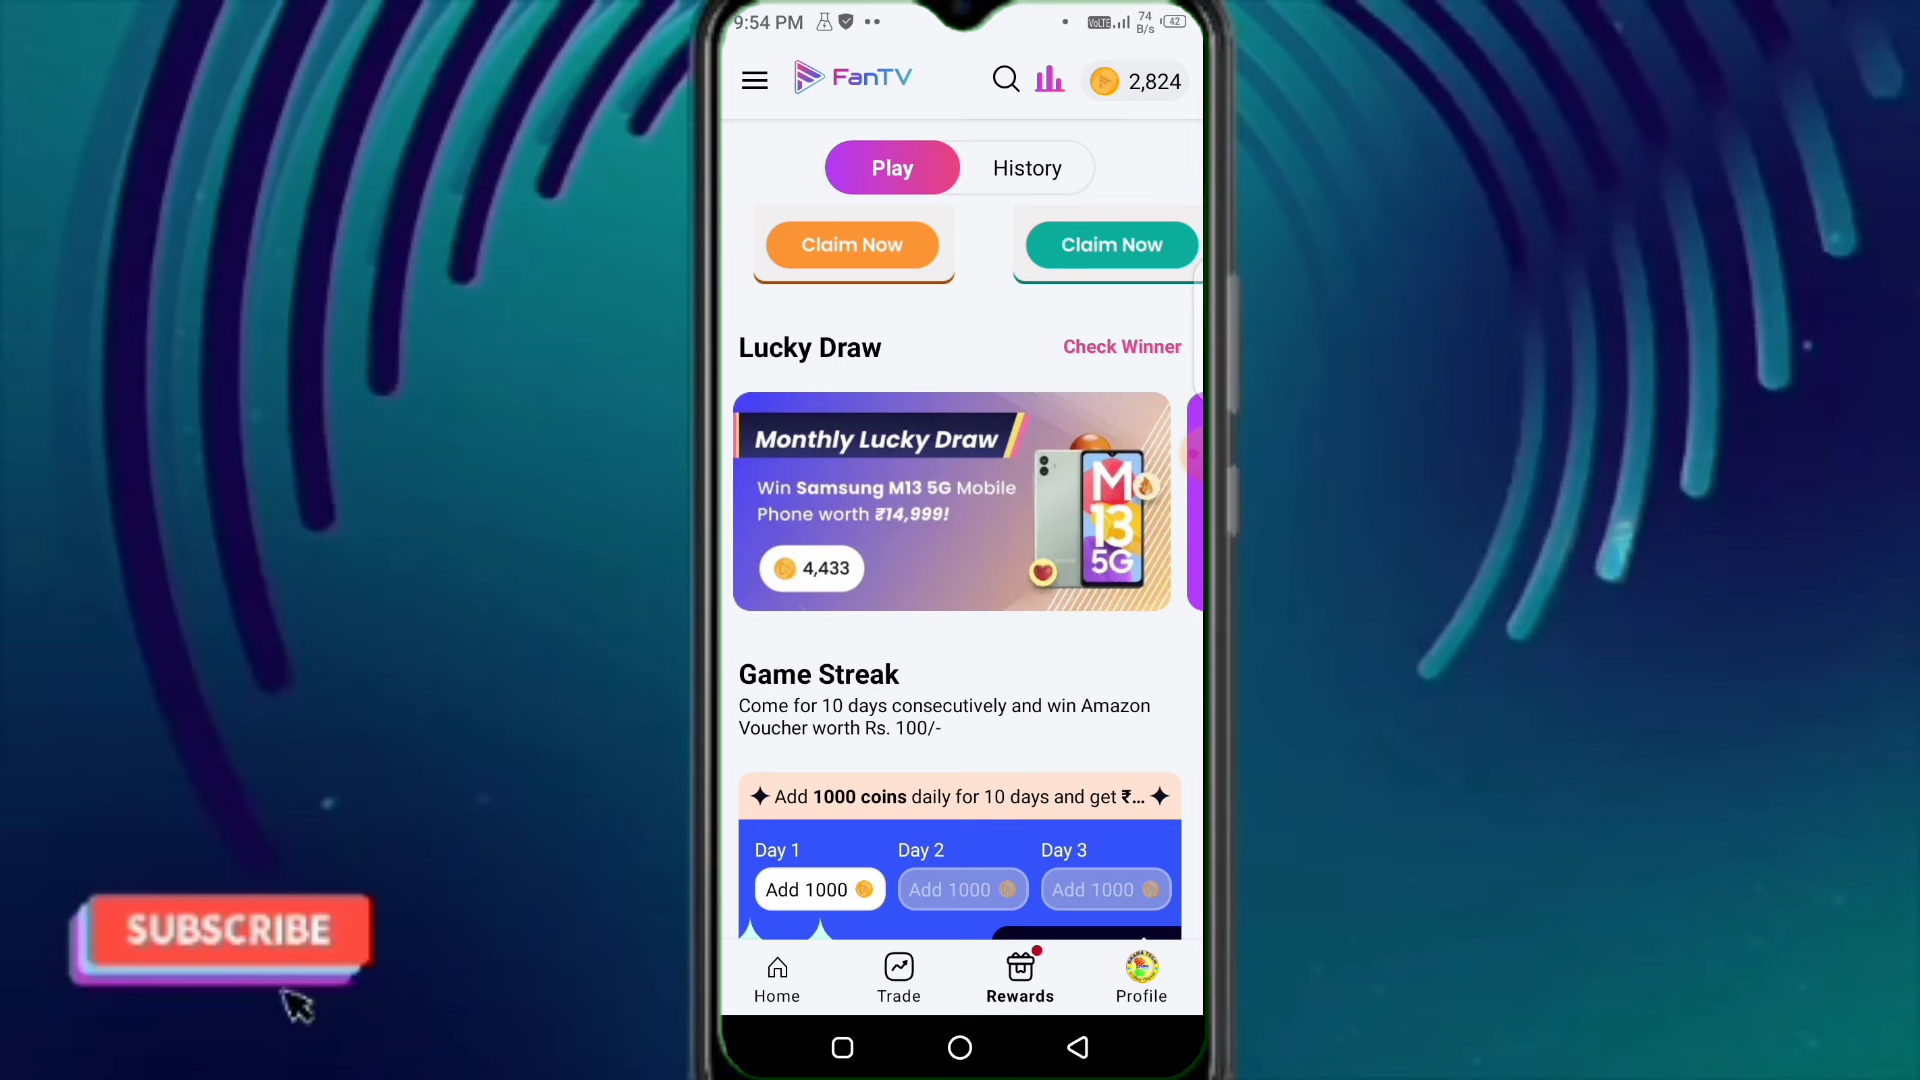 9:54 PM
VoLTE
74
B/s
42
FanTV
2,824
Play
History
Claim Now
Claim Now
Lucky Draw
Check Winner
Monthly Lucky Draw
Win Samsung M13 5G Mobile
Phone worth ₹14,999!
4,433
M
13
5G
Game Streak
Come for 10 days consecutively and win Amazon
Voucher worth Rs. 100/-
Add 1000 coins daily for 10 days and get ₹...
Day 1
Day 2
Day 3
Add 1000
Add 1000
Add 1000
SUBSCRIBE
Home
Trade
Rewards
Profile